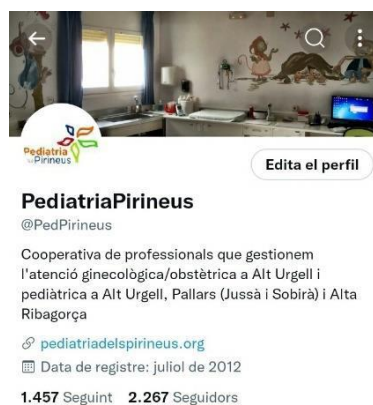 Pediatria
Pirineus
Edita el perfil
PediatriaPirineus
@PedPirineus
Cooperativa de professionals que gestionem
l'atenció ginecològica/obstètrica a Alt Urgell i
pediàtrica a Alt Urgell, Pallars (Jussà i Sobirà) i Alta
Ribagorça
pediatriadelspirineus.org
Data de registre: juliol de 2012
1.457 Seguint 2.267 Seguidors